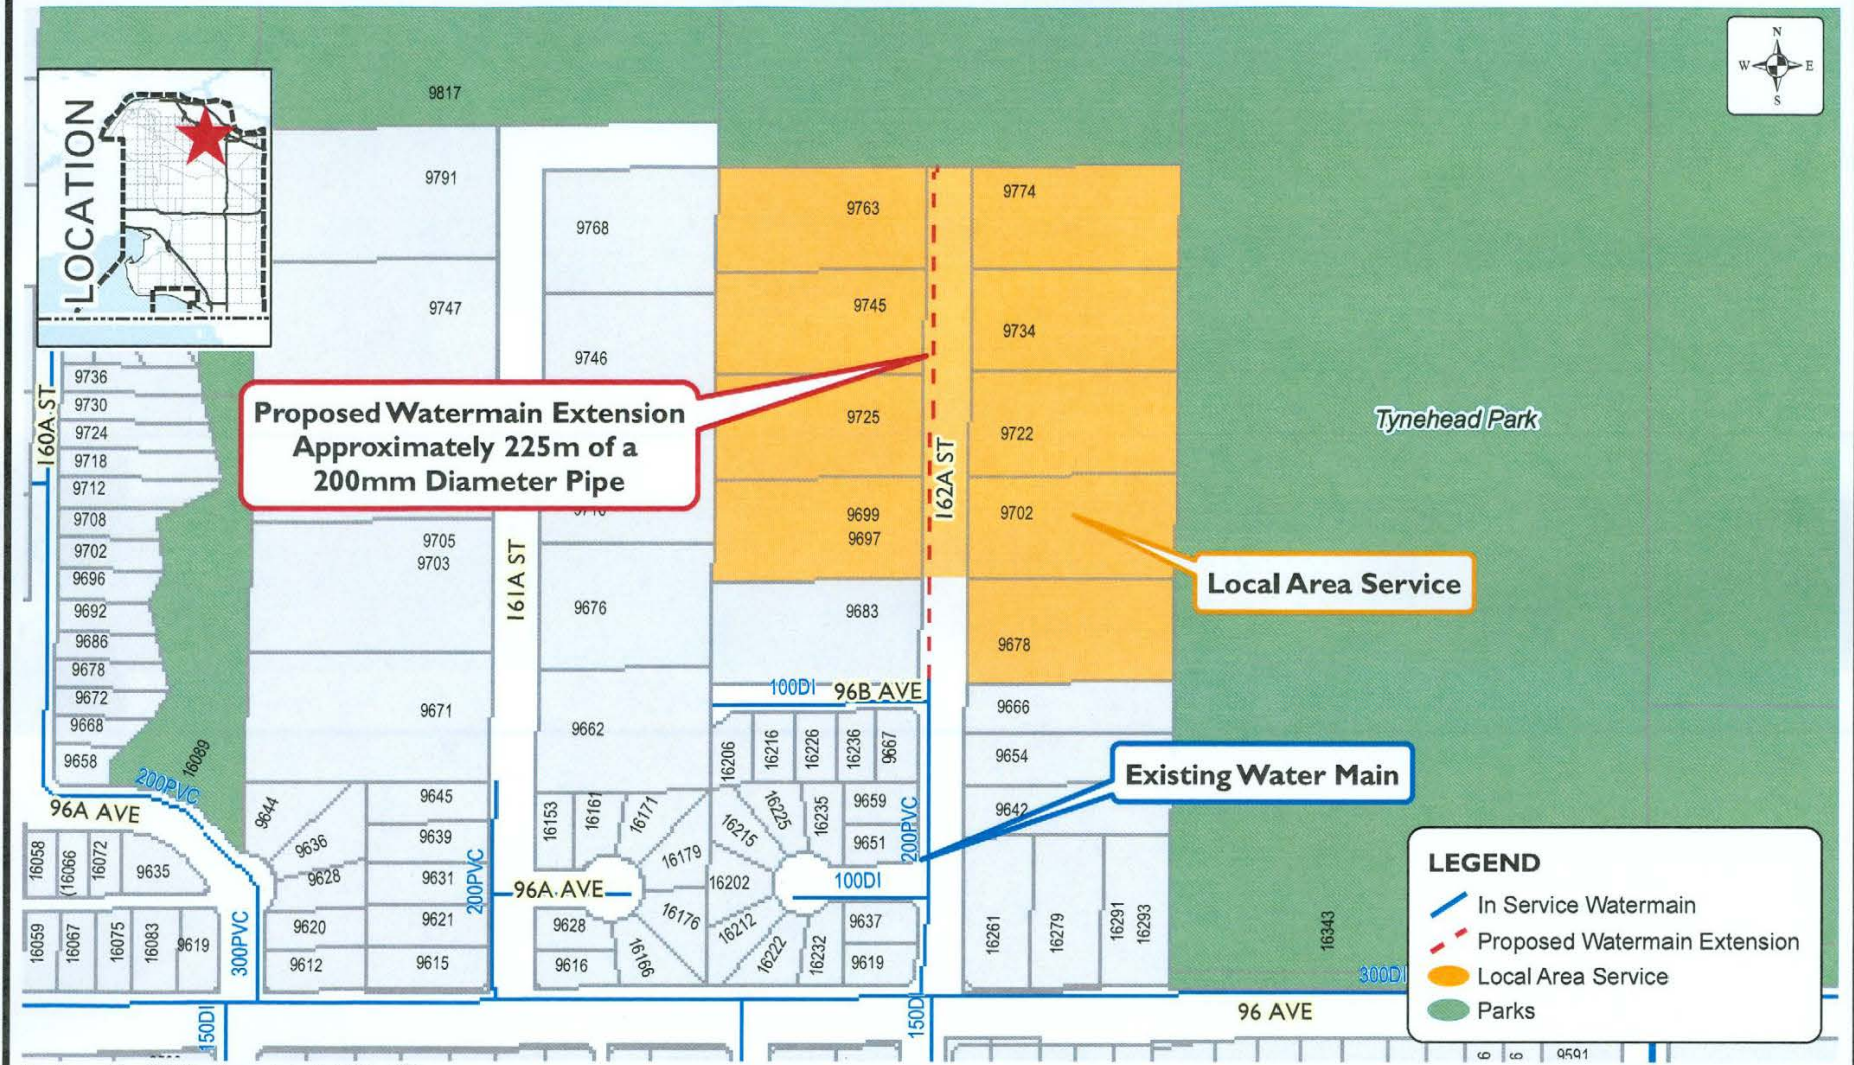 N
W E
S
LOCATION
9817
9791
9774
9763
9768
9745
9747
9734
9746
9736
9730
9724
9718
9712
9708
9702
9696
9692
9686
9678
9672
9668
9658
160A ST
Proposed Watermain Extension
Approximately 225m of a
200mm Diameter Pipe
9725
9722
Tynehead Park
162A ST
9699
9697
9702
9705
9703
161A ST
Local Area Service
9676
9683
9678
100DI
96B AVE
9671
9662
9666
9654
9642
16206
16216
16226
16236
9667
Existing Water Main
16089
200PVC
96A AVE
9644
9636
9628
9620
9612
9645
9639
9631
9621
9615
200PVC
16153
16161
16171
16179
16215
16225
16235
9659
9651
200PVC
96A AVE
16202
100DI
16058
16066
16072
9635
16059
16067
16075
16083
9619
300PVC
9628
9616
16166
16176
16212
16222
16232
9637
9619
16261
16279
16291
16293
16343
300DI
96 AVE
150DI
150DI
9591
LEGEND
In Service Watermain
Proposed Watermain Extension
Local Area Service
Parks